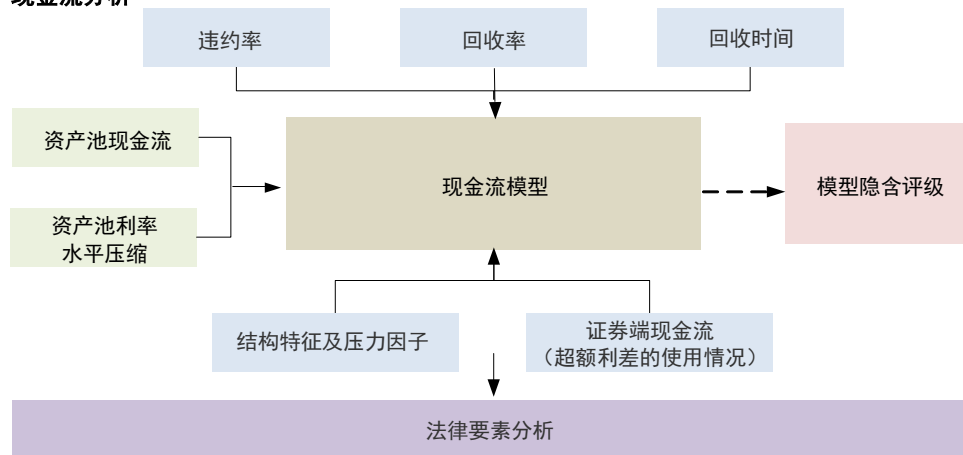 现金流分析
违约率
回收率
回收时间
资产池现金流
资产池利率
水平压缩
现金流模型
模型隐含评级
结构特征及压力因子
证券端现金流
（超额利差的使用情况）
法律要素分析